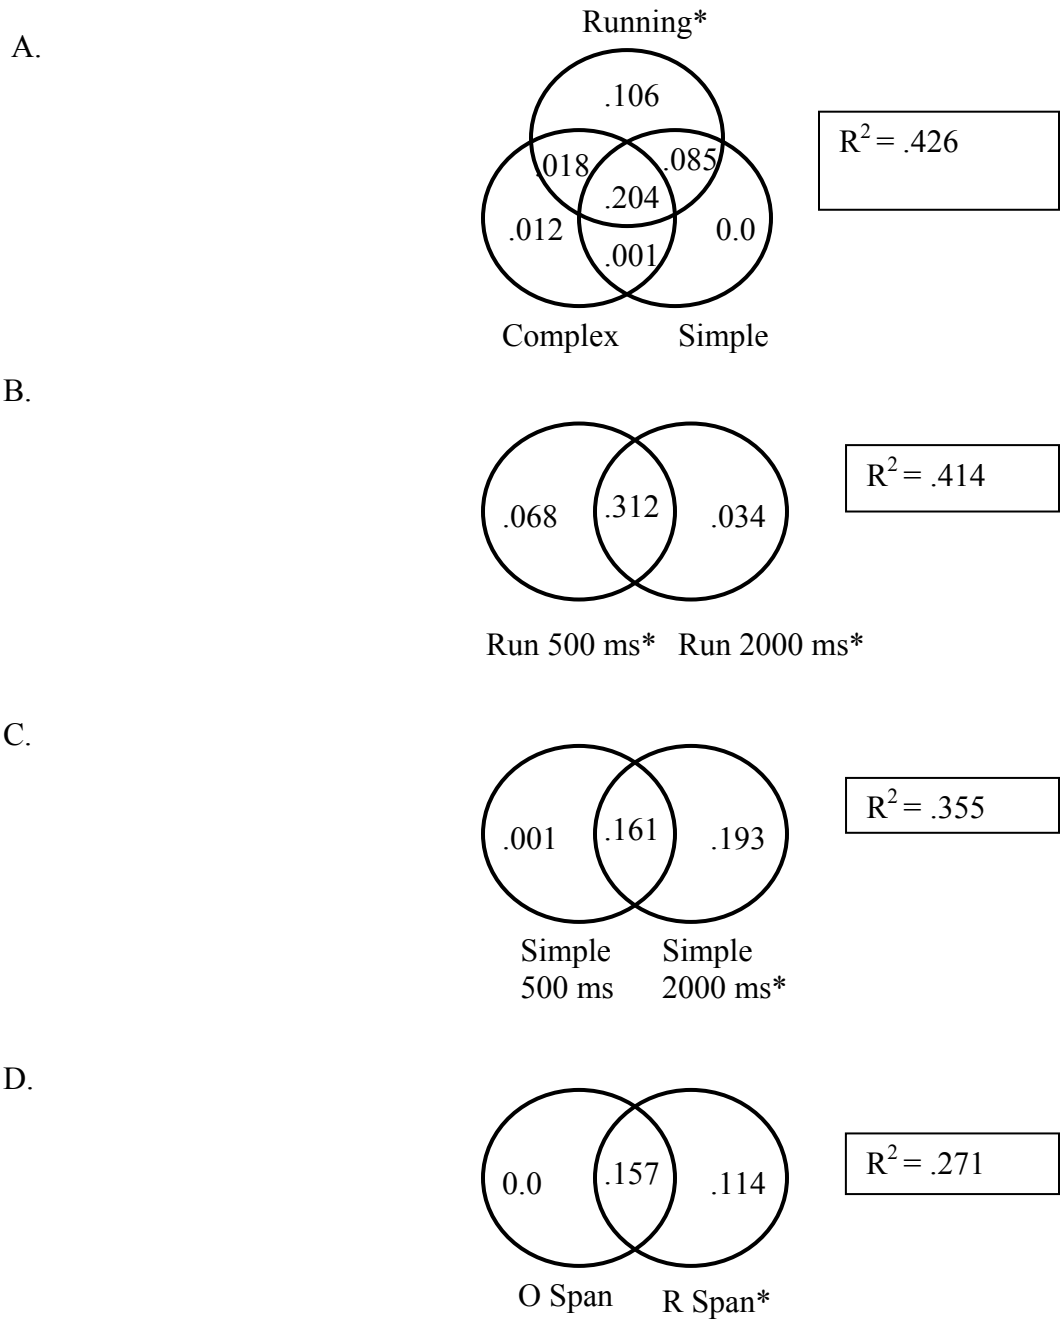 A.
Running*
.106
.018
.085
.204
.012
0.0
.001
Complex
Simple
R² = .426
B.
.068
.312
.034
Run 500 ms*
Run 2000 ms*
R² = .414
C.
.001
.161
.193
Simple
500 ms
Simple
2000 ms*
R² = .355
D.
0.0
.157
.114
O Span
R Span*
R² = .271